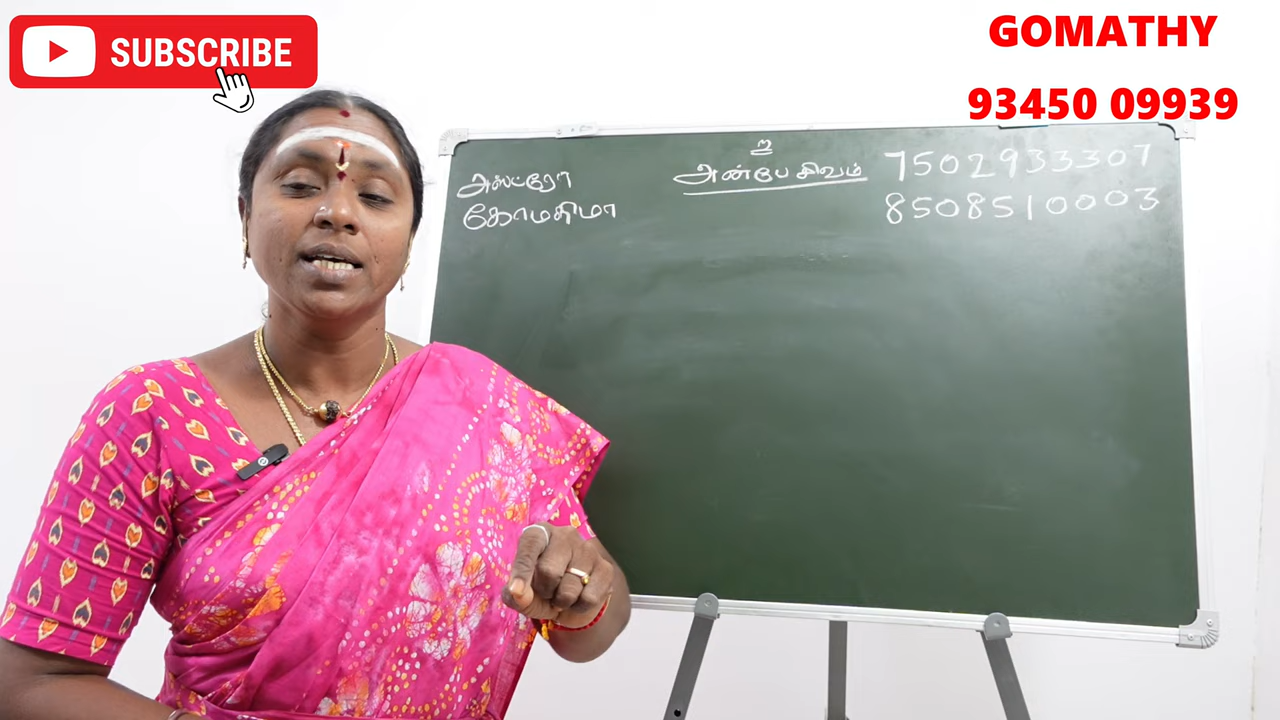 SUBSCRIBE
GOMATHY
93450 09939
உ
அன்பே சிவம்
அஸ்ட்ரோ
கோமதிமா
7502933307
8508510003